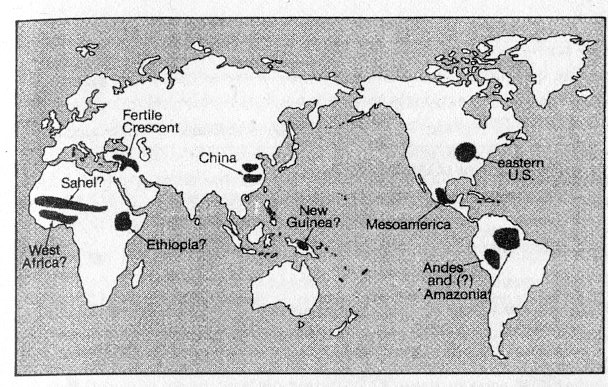 Fertile
Crescent
China
Sahel?
West
Africa?
Ethiopia?
New
Guinea?
eastern
U.S.
Mesoamerica
Andes
and (?)
Amazonia